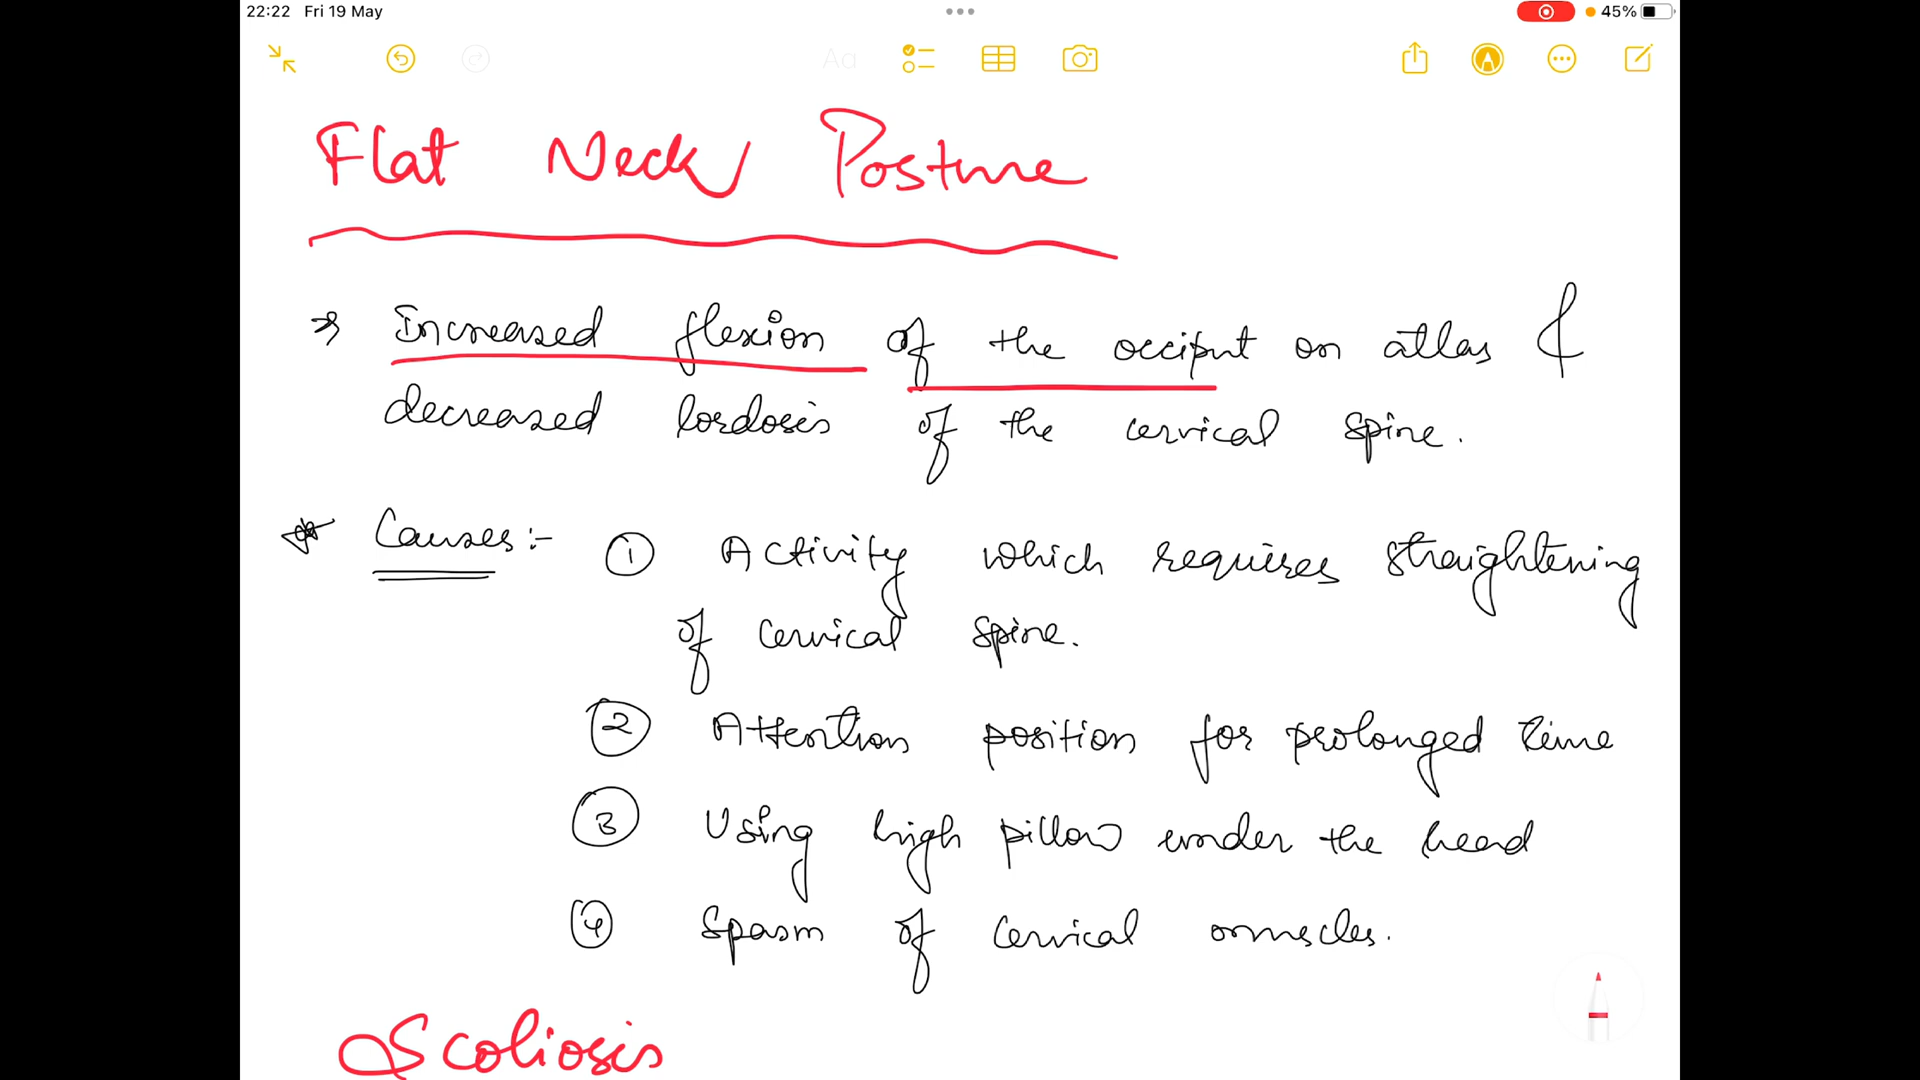 22:22 Fri 19 May
45%
Aa
Flat Neck Posture
→ Increased flexion of the occiput on atlas &
decreased lordosis of the cervical spine.
* Causes:- ① Activity which requires straightening
of cervical spine.
② Attention position for prolonged time
③ Using high pillow under the head
④ Spasm of cervical muscles.
Scoliosis